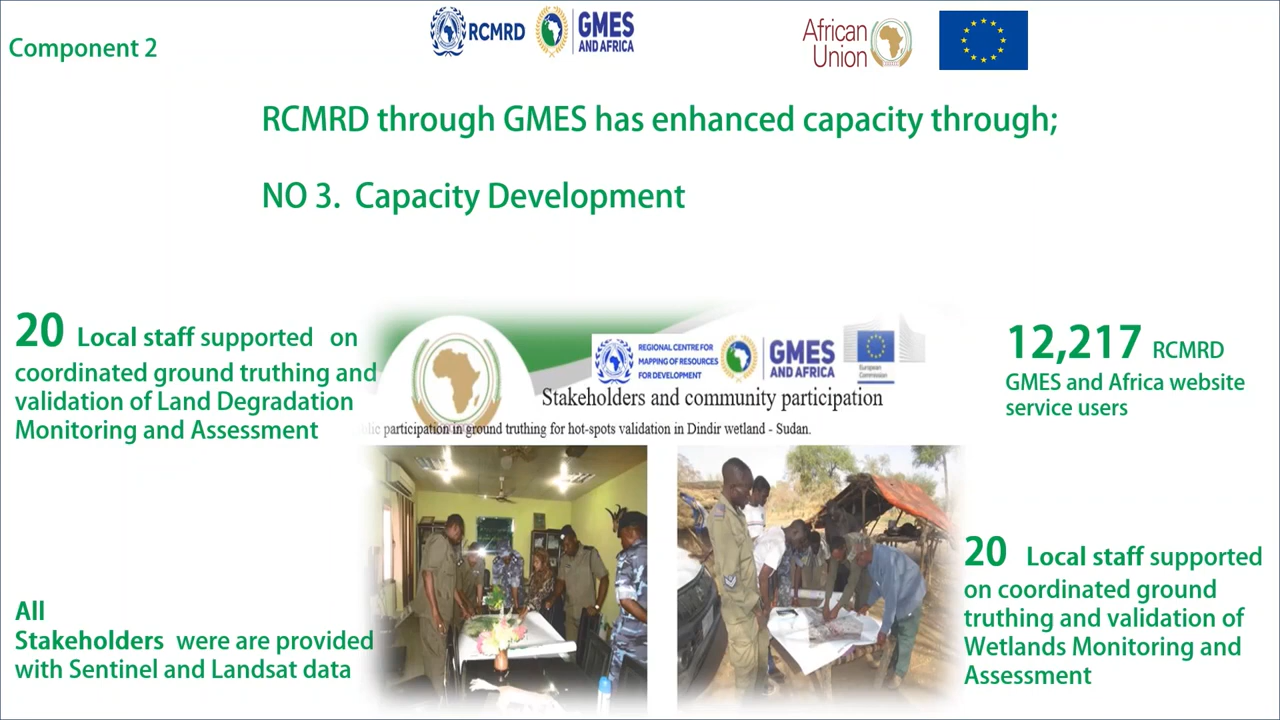 Component 2
RCMRD
GMES
AND AFRICA
African
Union
RCMRD through GMES has enhanced capacity through;
NO 3. Capacity Development
20 Local staff supported on
coordinated ground truthing and
validation of Land Degradation
Monitoring and Assessment
All
Stakeholders were are provided
with Sentinel and Landsat data
REGIONAL CENTRE FOR
MAPPING OF RESOURCES
FOR DEVELOPMENT
GMES
AND AFRICA
European
Commission
Stakeholders and community participation
participation in ground truthing for hot-spots validation in Dindir wetland - Sudan.
12,217 RCMRD
GMES and Africa website
service users
20 Local staff supported
on coordinated ground
truthing and validation of
Wetlands Monitoring and
Assessment